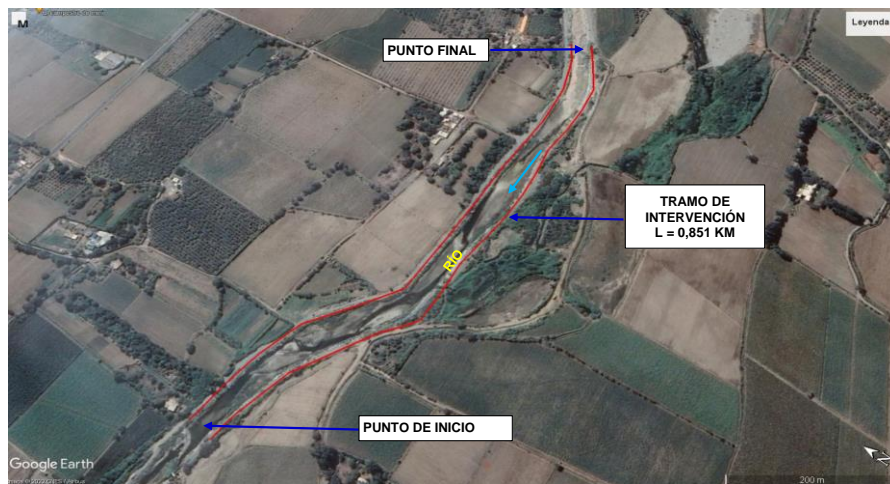 M
Leyenda
PUNTO FINAL
TRAMO DE
INTERVENCIÓN
L = 0,851 KM
RÍO
PUNTO DE INICIO
Google Earth
200 m